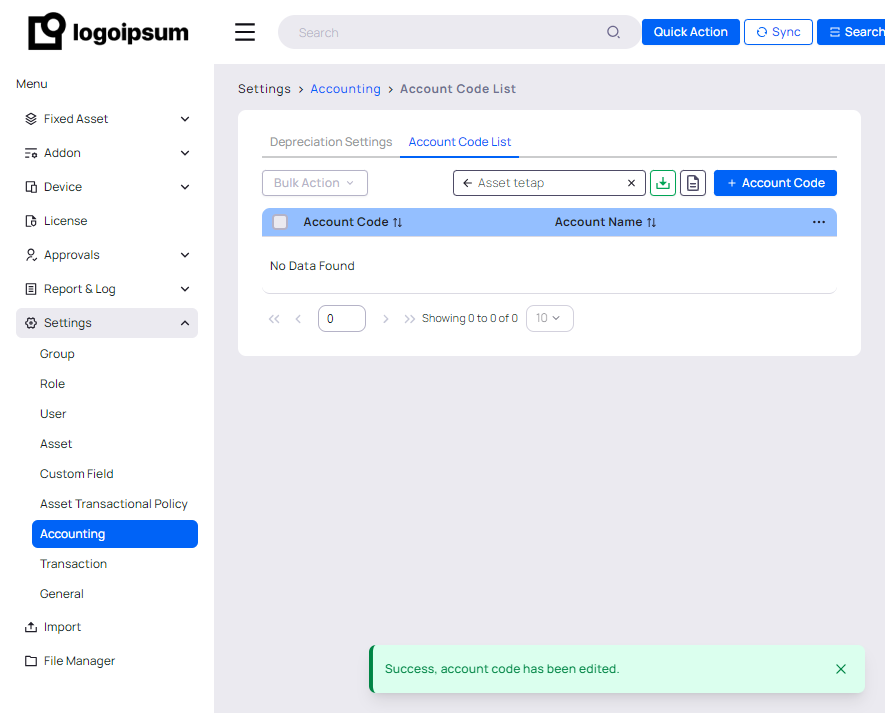 logoipsum
Search
Quick Action
Sync
Search
Menu
Fixed Asset
Addon
Device
License
Approvals
Report & Log
Settings
Group
Role
User
Asset
Custom Field
Asset Transactional Policy
Accounting
Transaction
General
Import
File Manager
Settings > Accounting > Account Code List
Depreciation Settings
Account Code List
Bulk Action
Asset tetap
+ Account Code
Account Code
Account Name
No Data Found
0
Showing 0 to 0 of 0
10
Success, account code has been edited.